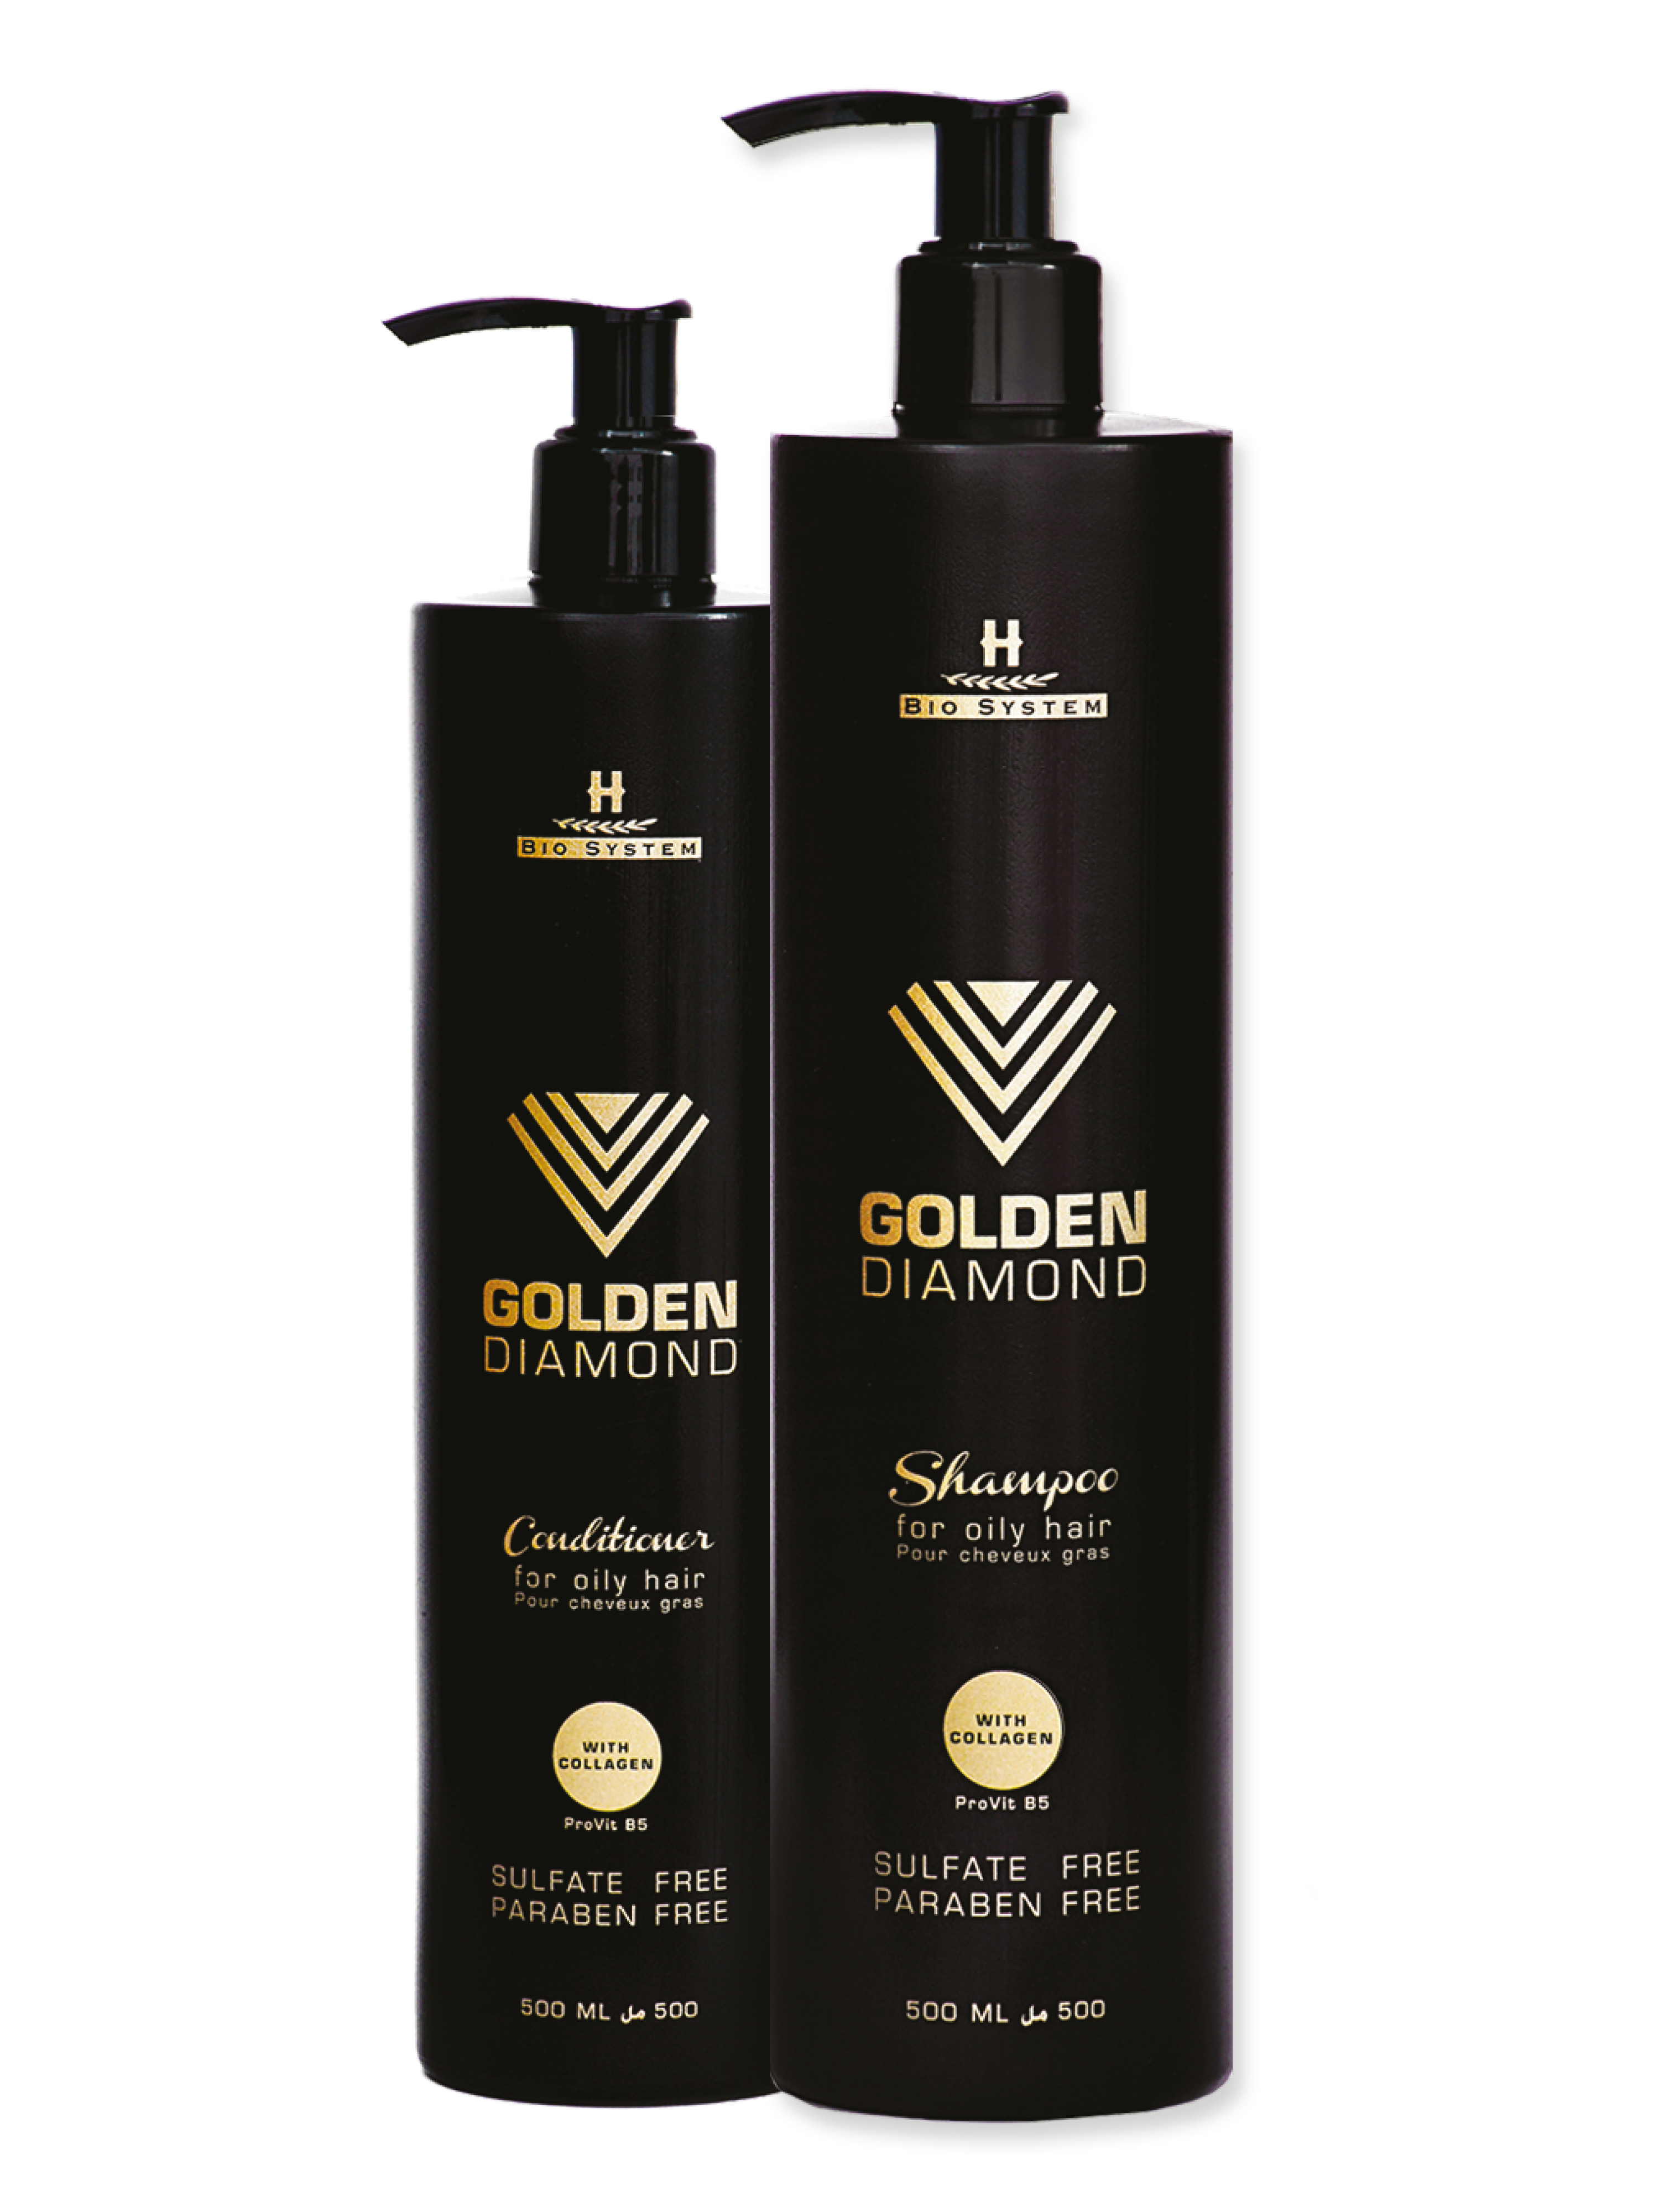 H
BIO SYSTEM
GOLDEN
DIAMOND
Conditioner
for oily hair
Pour cheveux gras
WITH
COLLAGEN
ProVit B5
SULFATE FREE
PARABEN FREE
500 ML مل 500
H
BIO SYSTEM
GOLDEN
DIAMOND
Shampoo
for oily hair
Pour cheveux gras
WITH
COLLAGEN
ProVit B5
SULFATE FREE
PARABEN FREE
500 ML مل 500